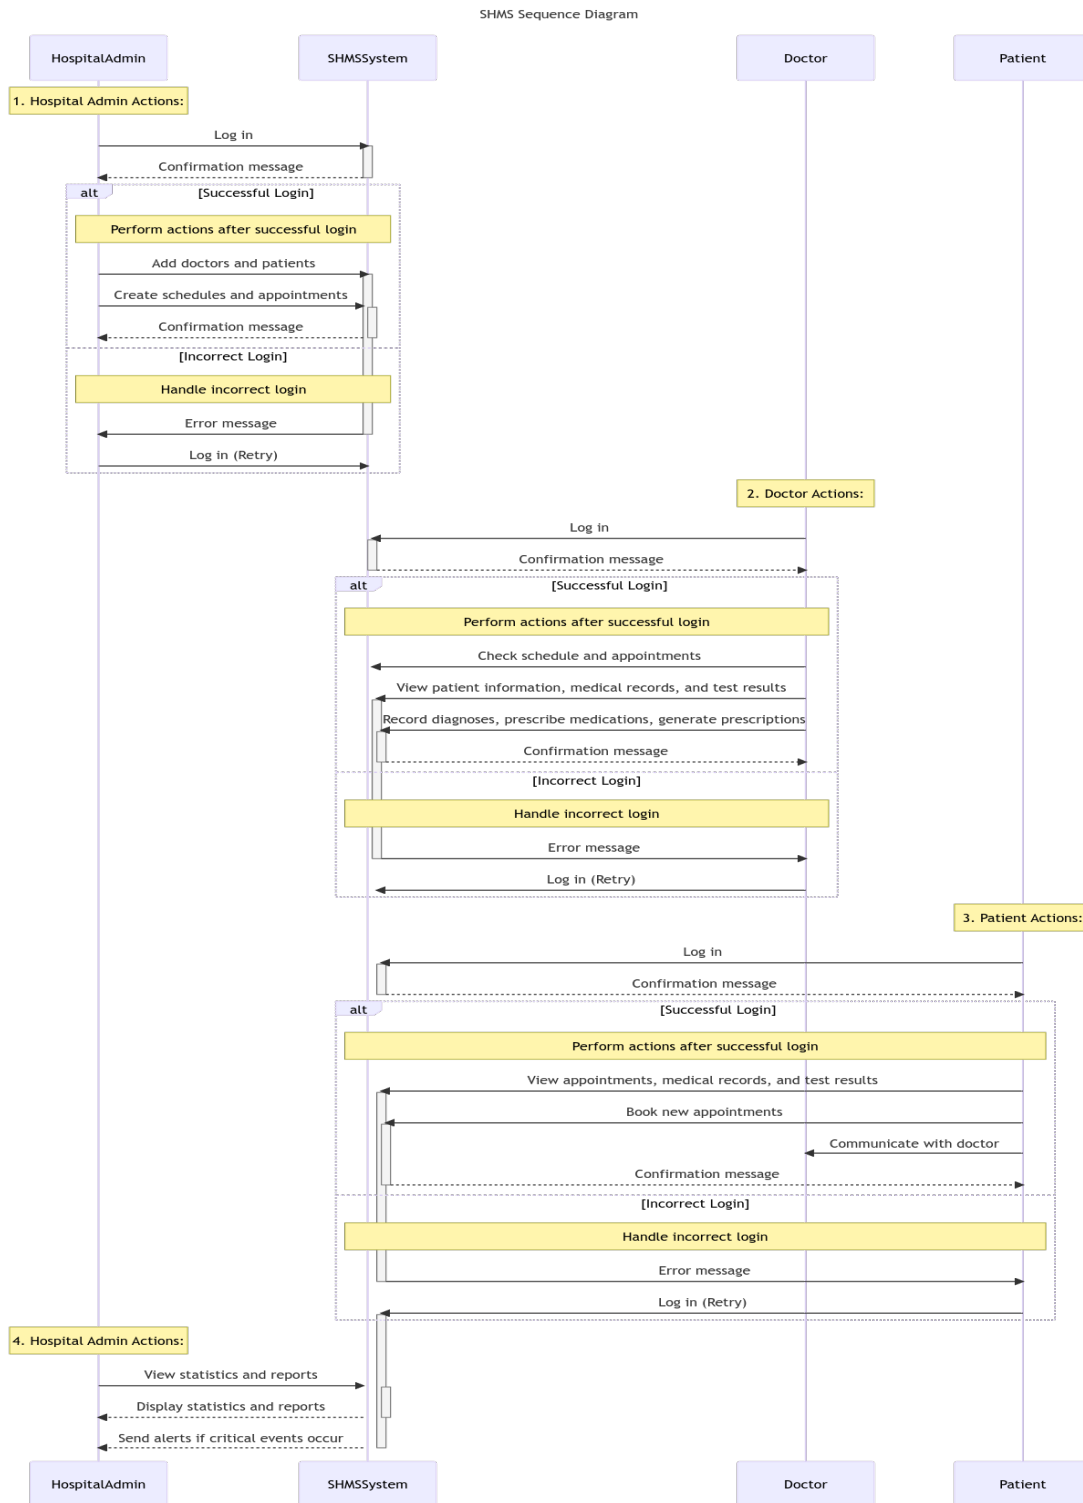 SHMS Sequence Diagram
HospitalAdmin SHMSSystem Doctor Patient
1. Hospital Admin Actions:
Log in
Confirmation message
alt [Successful Login]
Perform actions after successful login
Add doctors and patients
Create schedules and appointments
Confirmation message
[Incorrect Login]
Handle incorrect login
Error message
Log in (Retry)
2. Doctor Actions:
Log in
Confirmation message
alt [Successful Login]
Perform actions after successful login
Check schedule and appointments
View patient information, medical records, and test results
Record diagnoses, prescribe medications, generate prescriptions
Confirmation message
[Incorrect Login]
Handle incorrect login
Error message
Log in (Retry)
3. Patient Actions:
Log in
Confirmation message
alt [Successful Login]
Perform actions after successful login
View appointments, medical records, and test results
Book new appointments
Communicate with doctor
Confirmation message
[Incorrect Login]
Handle incorrect login
Error message
Log in (Retry)
4. Hospital Admin Actions:
View statistics and reports
Display statistics and reports
Send alerts if critical events occur
HospitalAdmin SHMSSystem Doctor Patient